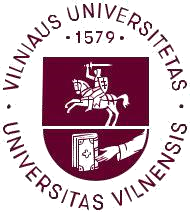 VILNIAUS UNIVERSITETAS
· 1579 ·
UNIVERSITAS VILNENSIS